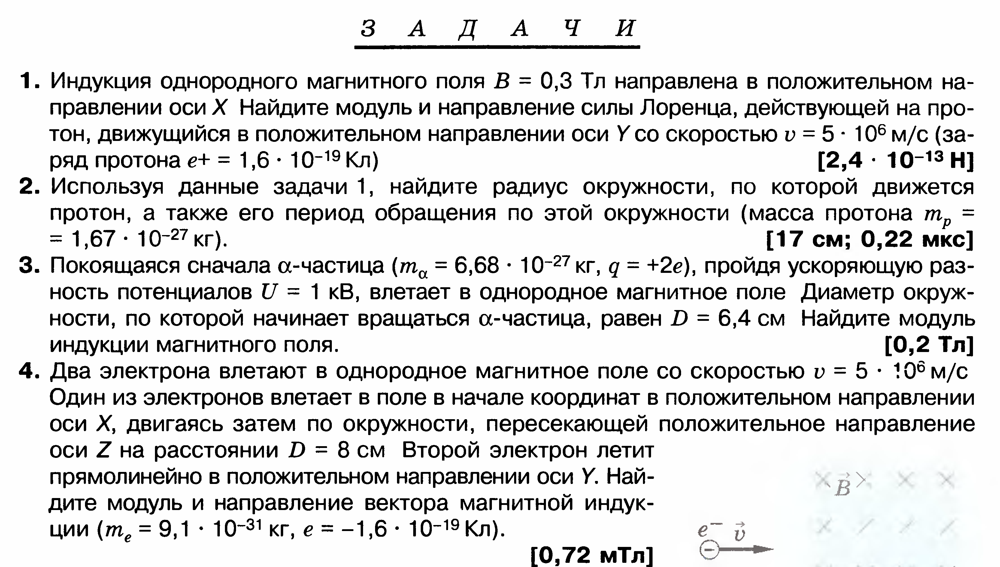 З А Д А Ч И
1. Индукция однородного магнитного поля B = 0,3 Тл направлена в положительном на-
правлении оси X Найдите модуль и направление силы Лоренца, действующей на про-
тон, движущийся в положительном направлении оси Y со скоростью υ = 5 · 10⁶ м/с (за-
ряд протона e+ = 1,6 · 10⁻¹⁹ Кл) [2,4 · 10⁻¹³ Н]
2. Используя данные задачи 1, найдите радиус окружности, по которой движется
протон, а также его период обращения по этой окружности (масса протона mₚ =
= 1,67 · 10⁻²⁷ кг). [17 см; 0,22 мкс]
3. Покоящаяся сначала α-частица (m_α = 6,68 · 10⁻²⁷ кг, q = +2e), пройдя ускоряющую раз-
ность потенциалов U = 1 кВ, влетает в однородное магнитное поле Диаметр окруж-
ности, по которой начинает вращаться α-частица, равен D = 6,4 см Найдите модуль
индукции магнитного поля. [0,2 Тл]
4. Два электрона влетают в однородное магнитное поле со скоростью υ = 5 · 10⁶ м/с
Один из электронов влетает в поле в начале координат в положительном направлении
оси X, двигаясь затем по окружности, пересекающей положительное направление
оси Z на расстоянии D = 8 см Второй электрон летит
прямолинейно в положительном направлении оси Y. Най-
дите модуль и направление вектора магнитной индук-
ции (mₑ = 9,1 · 10⁻³¹ кг, e = −1,6 · 10⁻¹⁹ Кл).
[0,72 мТл]
B⃗
e⁻ υ⃗